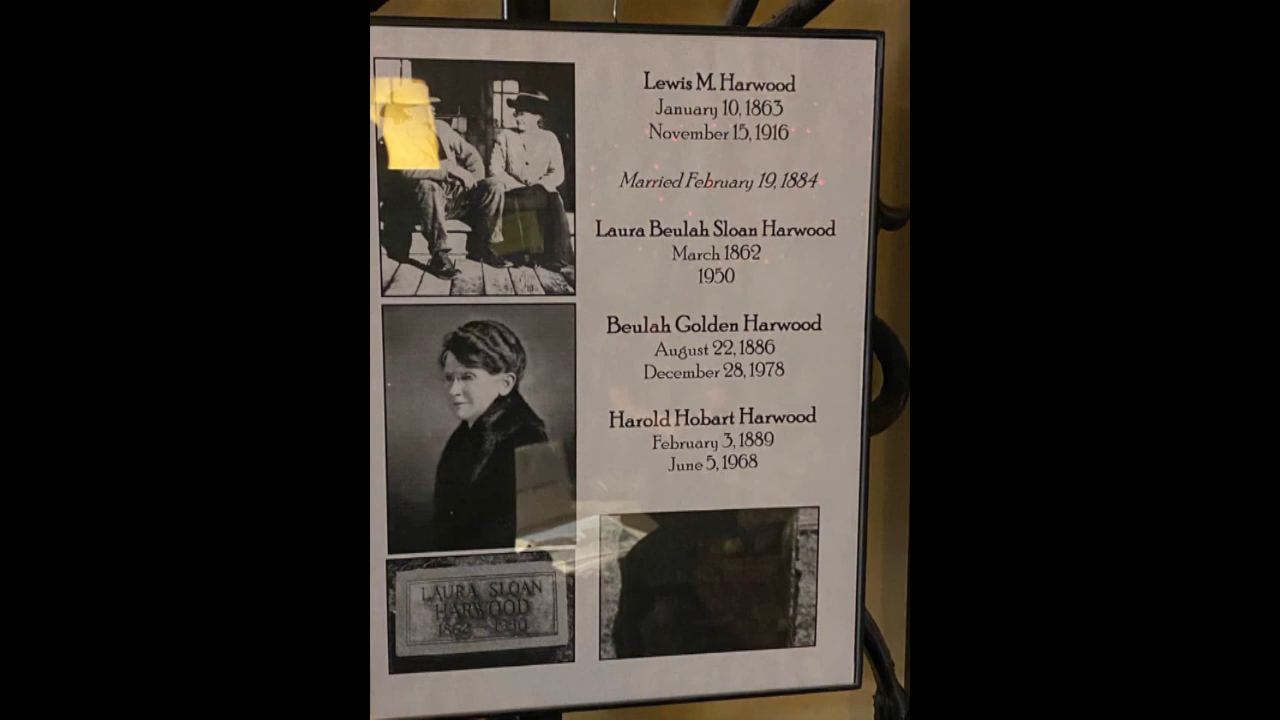 Lewis M. Harwood
January 10, 1863
November 15, 1916
Married February 19, 1884
Laura Beulah Sloan Harwood
March 1862
1950
Beulah Golden Harwood
August 22, 1886
December 28, 1978
Harold Hobart Harwood
February 3, 1889
June 5, 1968
LAURA SLOAN
HARWOOD
1862 – 1950